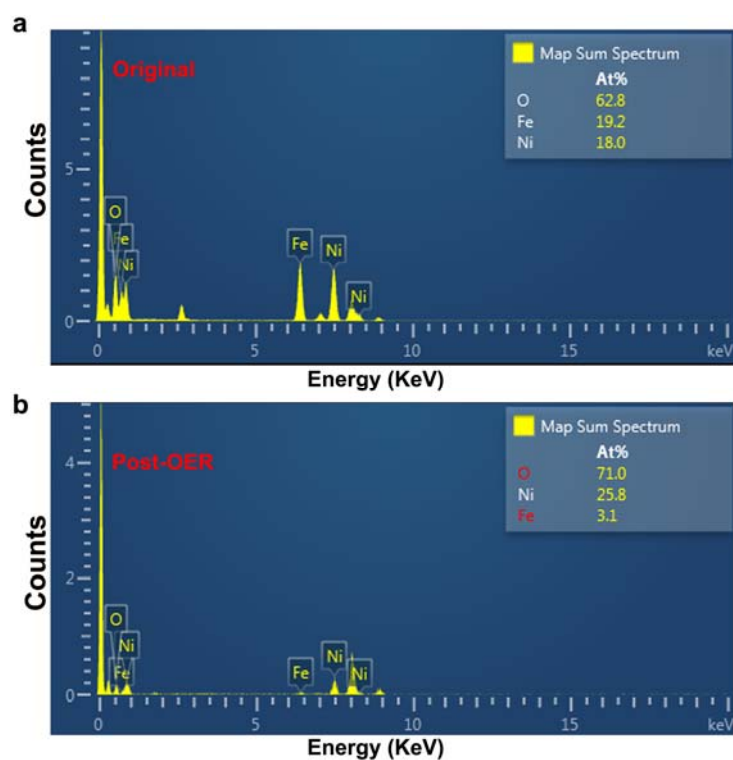 a
Original
Map Sum Spectrum
At%
O 62.8
Fe 19.2
Ni 18.0
Counts
5
0
O
Fe
Ni
Fe
Ni
Ni
0 5 10 15 keV
Energy (KeV)
b
Post-OER
Map Sum Spectrum
At%
O 71.0
Ni 25.8
Fe 3.1
Counts
4
2
0
O
Ni
Fe
Fe
Ni
Ni
0 5 10 15 keV
Energy (KeV)